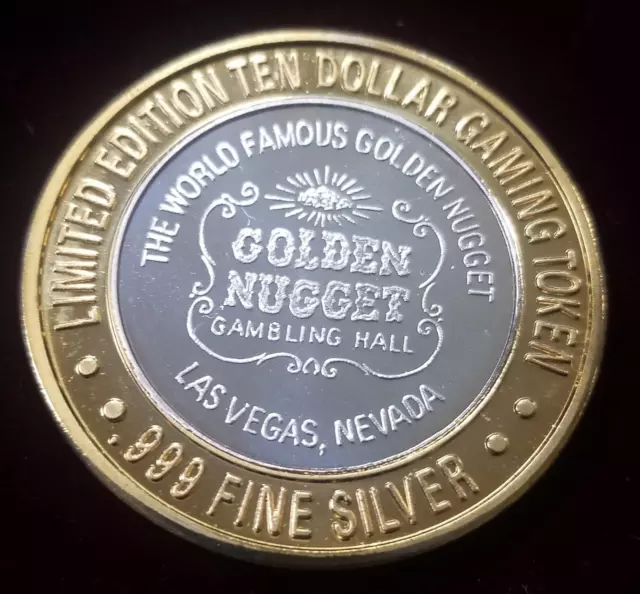 LIMITED EDITION TEN DOLLAR GAMING TOKEN
THE WORLD FAMOUS GOLDEN NUGGET
GOLDEN
NUGGET
GAMBLING HALL
LAS VEGAS, NEVADA
.999 FINE SILVER